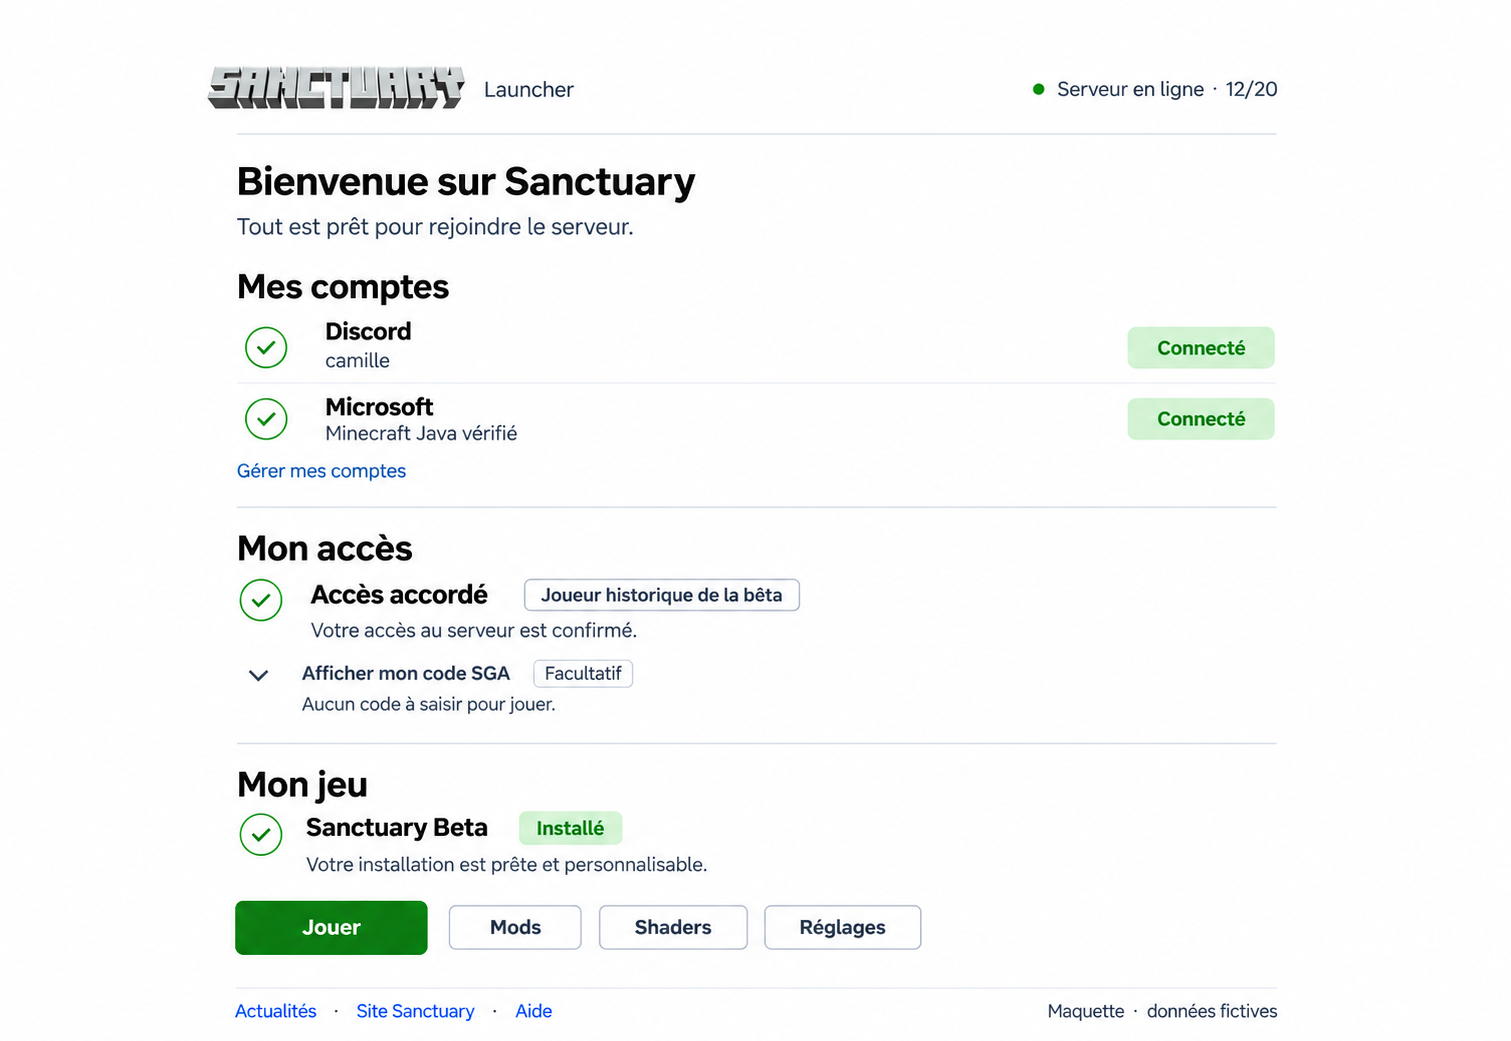 SANCTUARY Launcher
Serveur en ligne · 12/20
Bienvenue sur Sanctuary
Tout est prêt pour rejoindre le serveur.
Mes comptes
Discord
camille
Connecté
Microsoft
Minecraft Java vérifié
Connecté
Gérer mes comptes
Mon accès
Accès accordé
Joueur historique de la bêta
Votre accès au serveur est confirmé.
Afficher mon code SGA
Facultatif
Aucun code à saisir pour jouer.
Mon jeu
Sanctuary Beta
Installé
Votre installation est prête et personnalisable.
Jouer
Mods
Shaders
Réglages
Actualités · Site Sanctuary · Aide
Maquette · données fictives